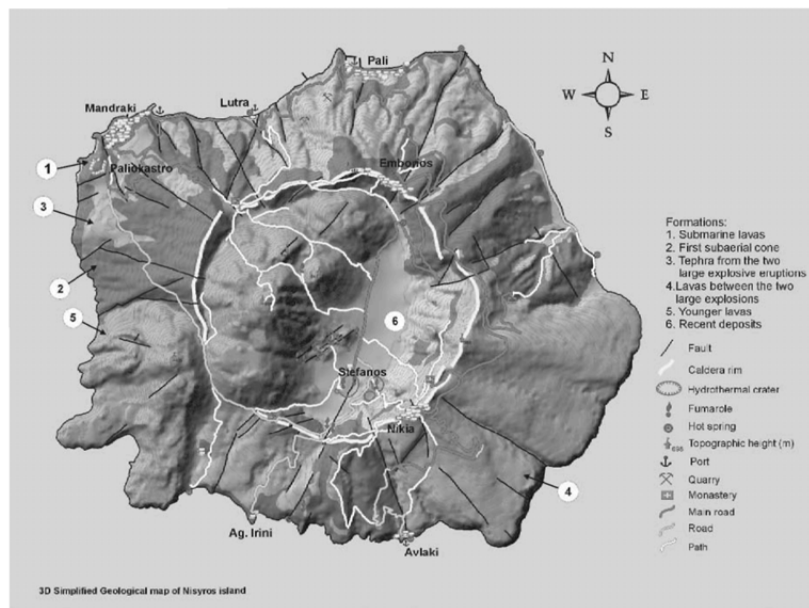 Pali
N
Lutra
Mandraki
W
E
S
1
Paliokastro
Emborios
3
Formations:
1. Submarine lavas
2. First subaerial cone
3. Tephra from the two
large explosive eruptions
4.Lavas between the two
large explosions
5. Younger lavas
6. Recent deposits
2
5
6
Fault
Caldera rim
Stefanos
Hydrothermal crater
Fumarole
Nikia
Hot spring
Topographic height (m)
Port
Quarry
4
Monastery
Main road
Ag. Irini
Road
Avlaki
Path
3D Simplified Geological map of Nisyros island